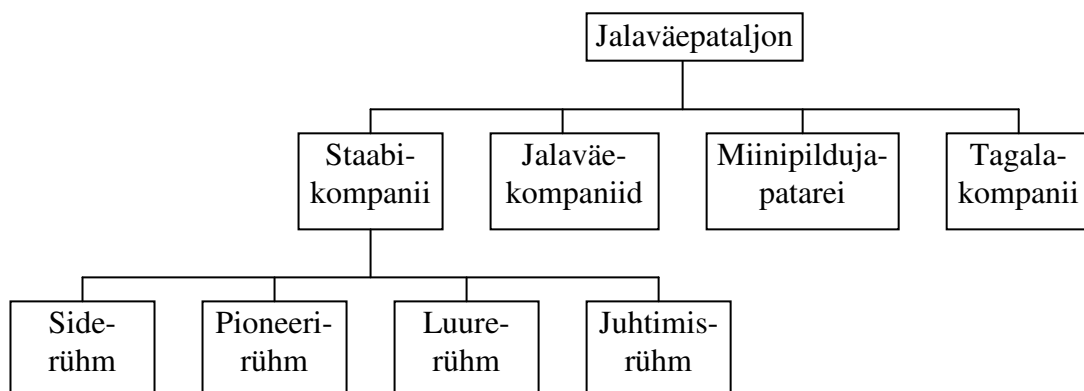 Jalaväepataljon
Staabi-
kompanii
Jalaväe-
kompaniid
Miinipilduja-
patarei
Tagala-
kompanii
Side-
rühm
Pioneeri-
rühm
Luure-
rühm
Juhtimis-
rühm